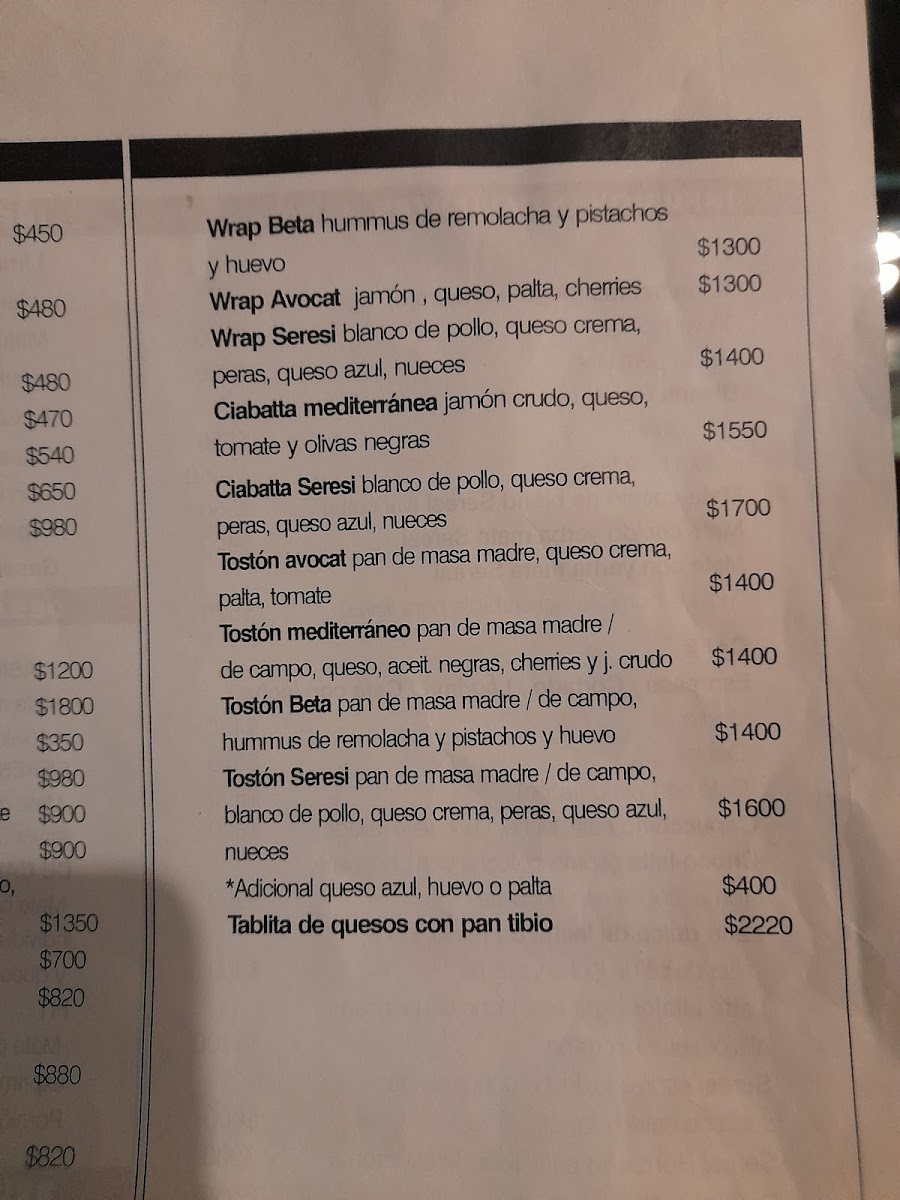 $450
$480
$480
$470
$540
$650
$980
$1200
$1800
$350
$980
e $900
$900
o,
$1350
$700
$820
$880
$820
Wrap Beta hummus de remolacha y pistachos
y huevo $1300
Wrap Avocat jamón , queso, palta, cherries $1300
Wrap Seresi blanco de pollo, queso crema,
peras, queso azul, nueces $1400
Ciabatta mediterránea jamón crudo, queso,
tomate y olivas negras $1550
Ciabatta Seresi blanco de pollo, queso crema,
peras, queso azul, nueces $1700
Tostón avocat pan de masa madre, queso crema,
palta, tomate $1400
Tostón mediterráneo pan de masa madre /
de campo, queso, aceit. negras, cherries y j. crudo $1400
Tostón Beta pan de masa madre / de campo,
hummus de remolacha y pistachos y huevo $1400
Tostón Seresi pan de masa madre / de campo,
blanco de pollo, queso crema, peras, queso azul, $1600
nueces
*Adicional queso azul, huevo o palta $400
Tablita de quesos con pan tibio $2220